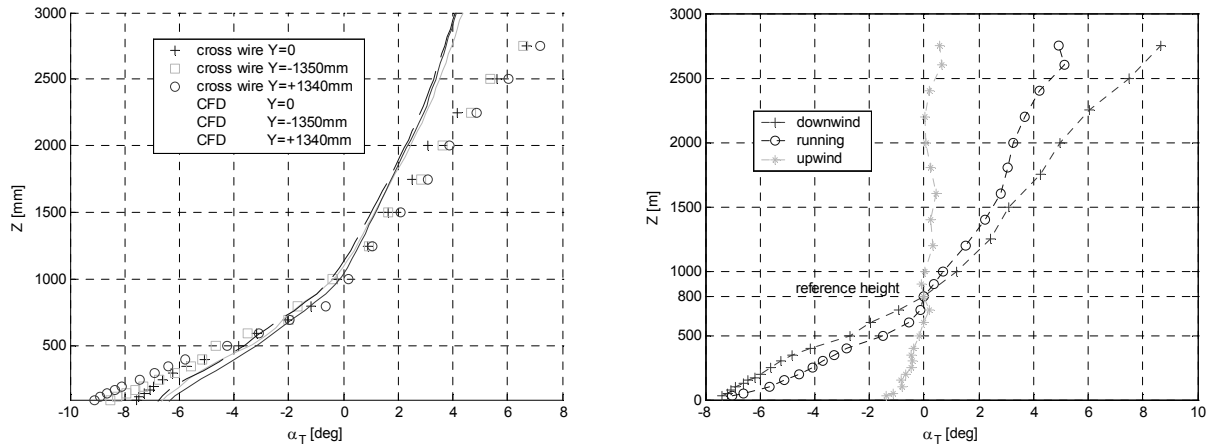 3000
2500
2000
1500
1000
500
Z [mm]
-10 -8 -6 -4 -2 0 2 4 6 8
α_T [deg]
cross wire Y=0
cross wire Y=-1350mm
cross wire Y=+1340mm
CFD Y=0
CFD Y=-1350mm
CFD Y=+1340mm
3000
2500
2000
1500
1000
800
500
0
Z [m]
-8 -6 -4 -2 0 2 4 6 8 10
α_T [deg]
downwind
running
upwind
reference height